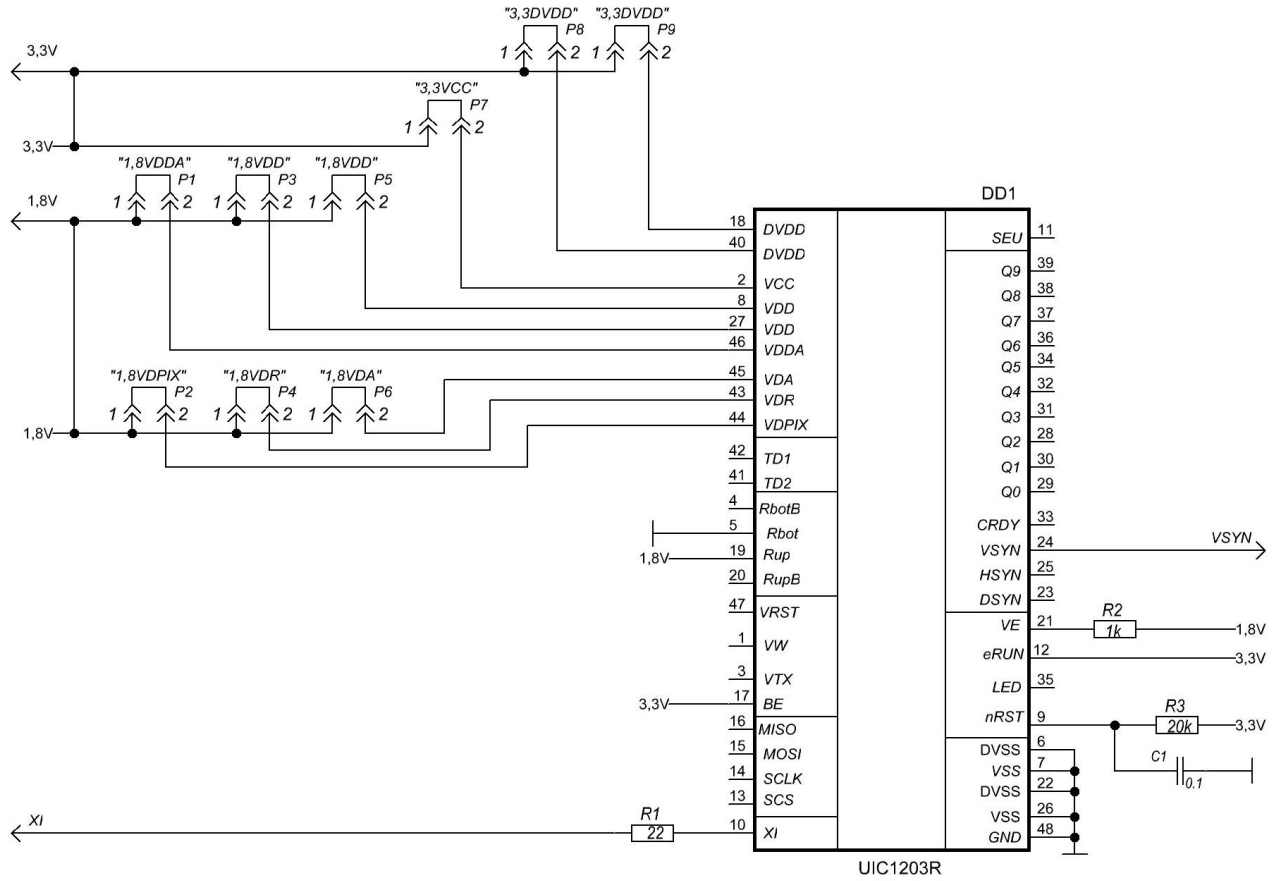 "3,3DVDD" "3,3DVDD"
P8 P9
3,3V 1 2 1 2
"3,3VCC"
P7
1 2
3,3V
"1,8VDDA" "1,8VDD" "1,8VDD"
P1 P3 P5
1,8V 1 2 1 2 1 2
DD1
18 DVDD
40 DVDD
2 VCC
8 VDD
27 VDD
46 VDDA
"1,8VDPIX" "1,8VDR" "1,8VDA"
P2 P4 P6
1 2 1 2 1 2
1,8V
45 VDA
43 VDR
44 VDPIX
42 TD1
41 TD2
4 RbotB
5 Rbot
1,8V 19 Rup
20 RupB
47 VRST
1 VW
3 VTX
3,3V 17 BE
16 MISO
15 MOSI
14 SCLK
13 SCS
XI R1 22 10 XI
SEU 11
Q9 39
Q8 38
Q7 37
Q6 36
Q5 34
Q4 32
Q3 31
Q2 28
Q1 30
Q0 29
CRDY 33
VSYN 24 VSYN
HSYN 25
DSYN 23
VE 21 R2 1k 1,8V
eRUN 12 3,3V
LED 35
nRST 9 R3 20k 3,3V
C1 0.1
DVSS 6
VSS 7
DVSS 22
VSS 26
GND 48
UIC1203R